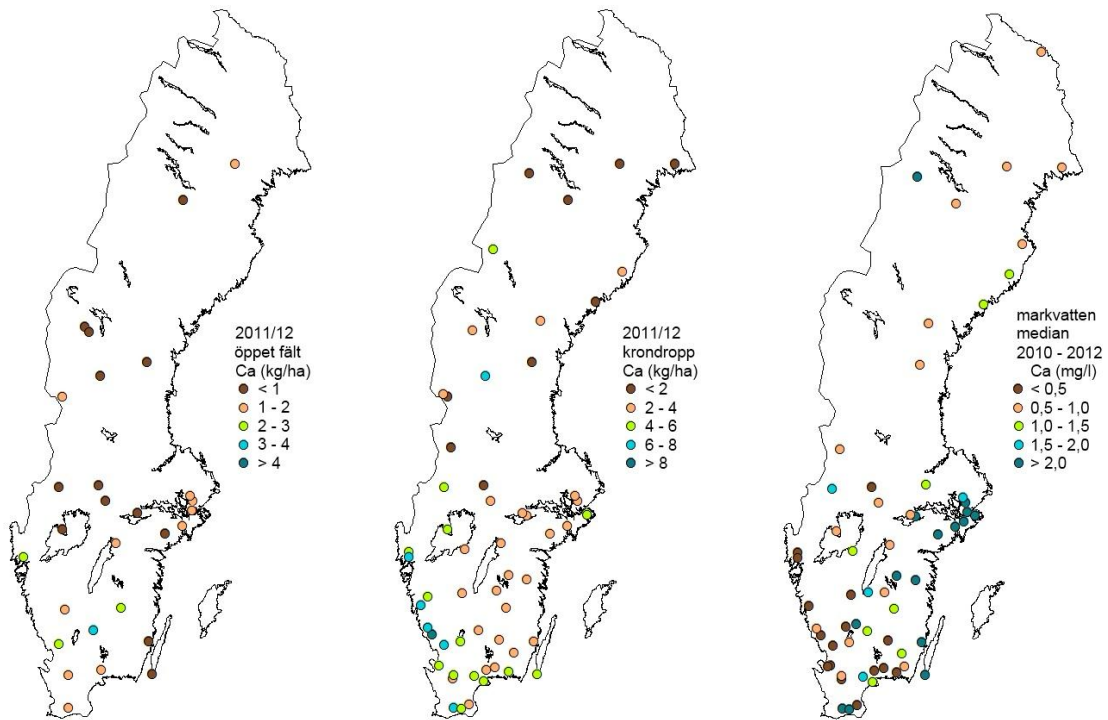 2011/12
öppet fält
Ca (kg/ha)
< 1
1 - 2
2 - 3
3 - 4
> 4
2011/12
krondropp
Ca (kg/ha)
< 2
2 - 4
4 - 6
6 - 8
> 8
markvatten
median
2010 - 2012
Ca (mg/l)
< 0,5
0,5 - 1,0
1,0 - 1,5
1,5 - 2,0
> 2,0